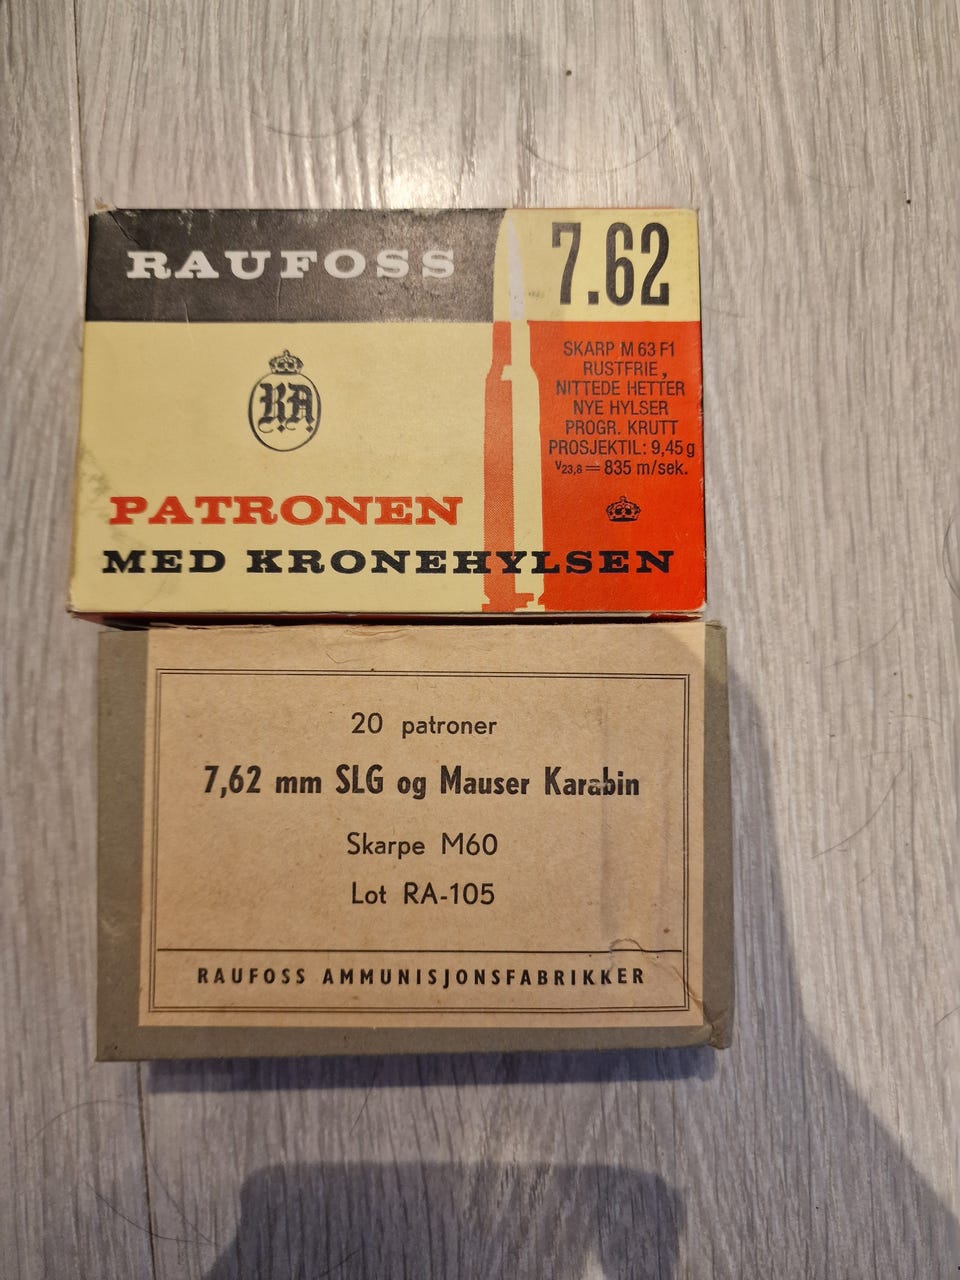 RAUFOSS
7.62
SKARP M 63 F1
RUSTFRIE,
NITTEDE HETTER
NYE HYLSER
PROGR. KRUTT
PROSJEKTIL: 9,45 g
V23,8 = 835 m/sek.
RA
PATRONEN
MED KRONEHYLSEN
20 patroner
7,62 mm SLG og Mauser Karabin
Skarpe M60
Lot RA-105
RAUFOSS AMMUNISJONSFABRIKKER